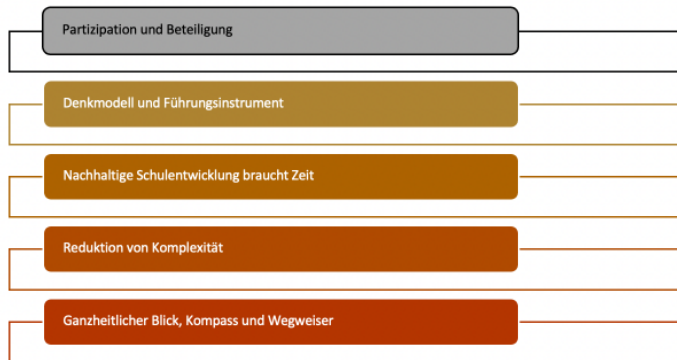 Partizipation und Beteiligung
Denkmodell und Führungsinstrument
Nachhaltige Schulentwicklung braucht Zeit
Reduktion von Komplexität
Ganzheitlicher Blick, Kompass und Wegweiser